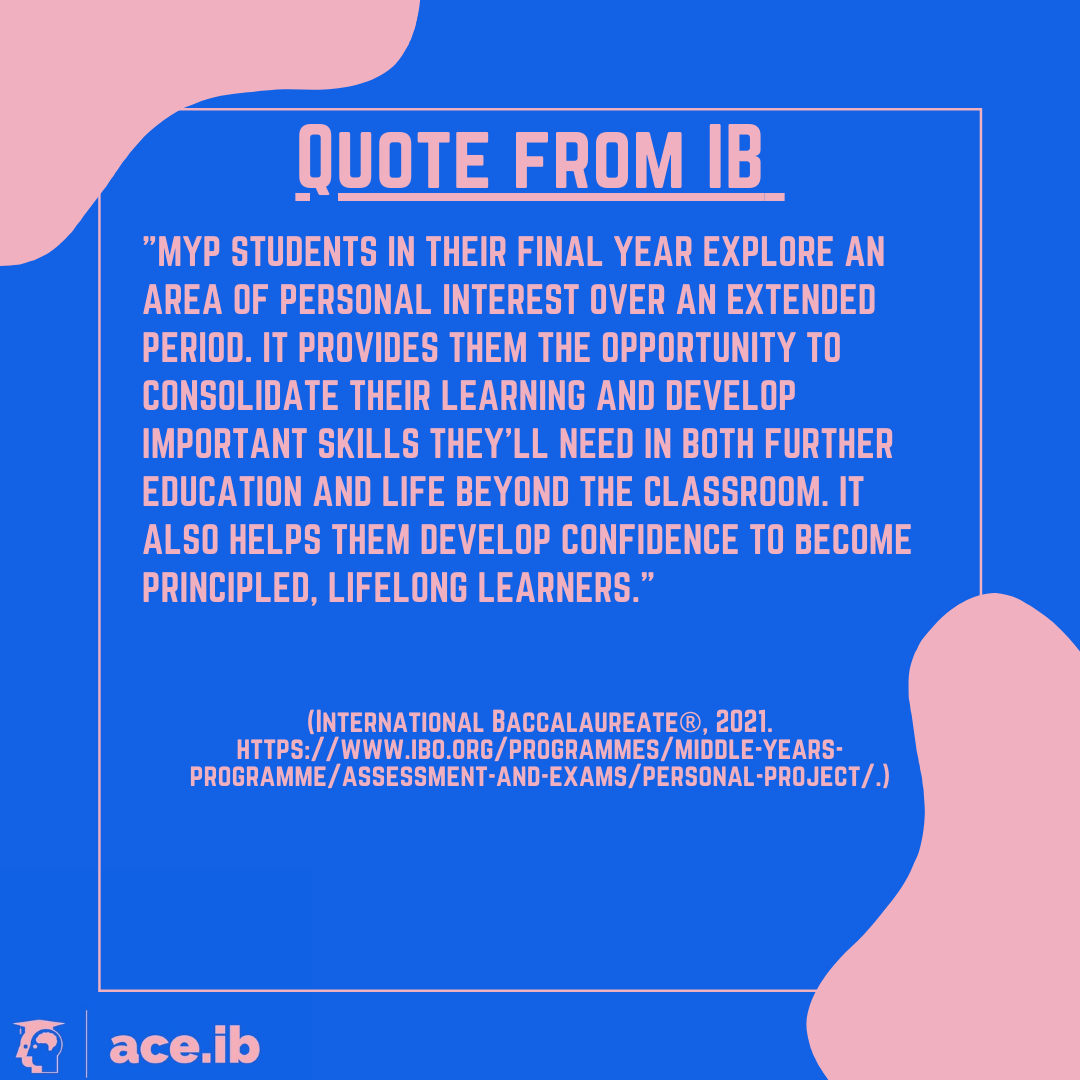 QUOTE FROM IB
”MYP STUDENTS IN THEIR FINAL YEAR EXPLORE AN
AREA OF PERSONAL INTEREST OVER AN EXTENDED
PERIOD. IT PROVIDES THEM THE OPPORTUNITY TO
CONSOLIDATE THEIR LEARNING AND DEVELOP
IMPORTANT SKILLS THEY’LL NEED IN BOTH FURTHER
EDUCATION AND LIFE BEYOND THE CLASSROOM. IT
ALSO HELPS THEM DEVELOP CONFIDENCE TO BECOME
PRINCIPLED, LIFELONG LEARNERS.”
(INTERNATIONAL BACCALAUREATE®, 2021.
HTTPS://WWW.IBO.ORG/PROGRAMMES/MIDDLE-YEARS-
PROGRAMME/ASSESSMENT-AND-EXAMS/PERSONAL-PROJECT/.)
ace.ib